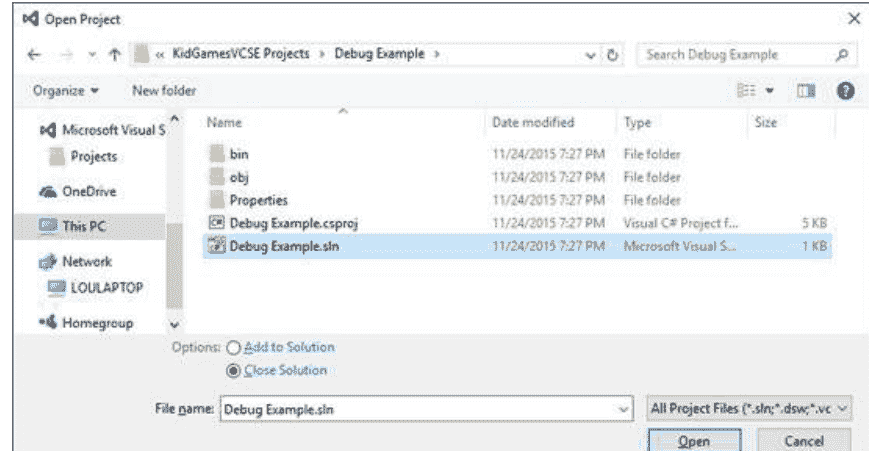 Open Project
« KidGamesVCSE Projects › Debug Example ›
Search Debug Example
Organize
New folder
Name Date modified Type Size
Microsoft Visual S
Projects
OneDrive
This PC
Network
LOULAPTOP
Homegroup
bin 11/24/2015 7:27 PM File folder
obj 11/24/2015 7:27 PM File folder
Properties 11/24/2015 7:27 PM File folder
Debug Example.csproj 11/24/2015 7:27 PM Visual C# Project f... 5 KB
Debug Example.sln 11/24/2015 7:27 PM Microsoft Visual S... 1 KB
Options: Add to Solution
Close Solution
File name: Debug Example.sln
All Project Files (*.sln;*.dsw;*.vc
Open Cancel